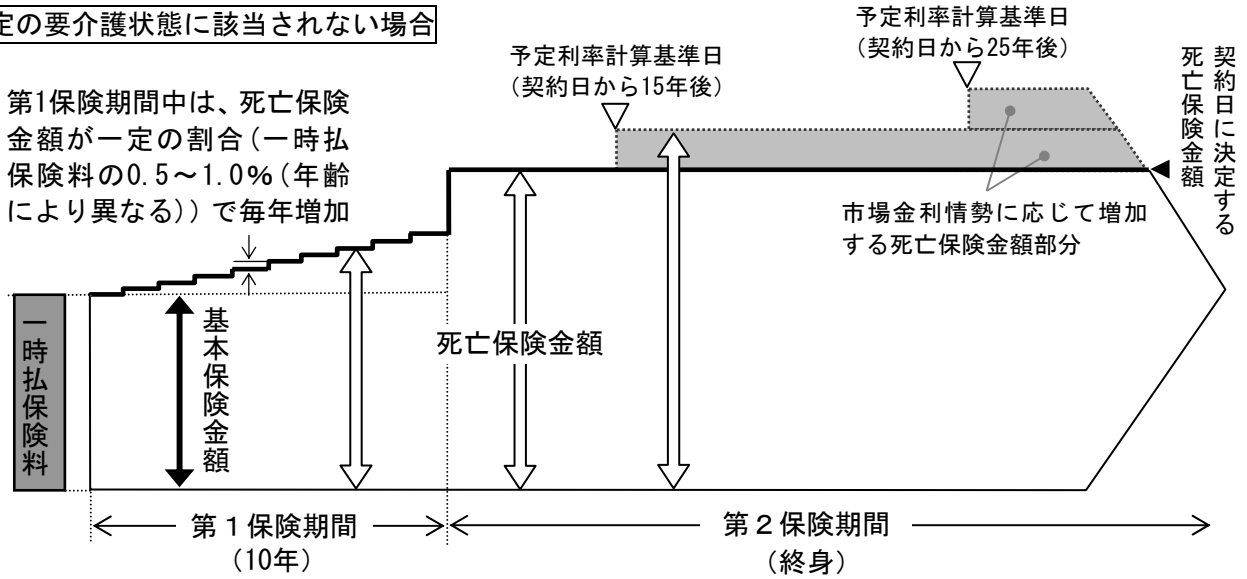 定の要介護状態に該当されない場合
予定利率計算基準日
(契約日から25年後)
予定利率計算基準日
(契約日から15年後)
第1保険期間中は、死亡保険
金額が一定の割合(一時払
保険料の0.5～1.0%(年齢
により異なる))で毎年増加
契約日に決定する
死亡保険金額
市場金利情勢に応じて増加
する死亡保険金額部分
一時払保険料
基本保険金額
死亡保険金額
第1保険期間
(10年)
第2保険期間
(終身)